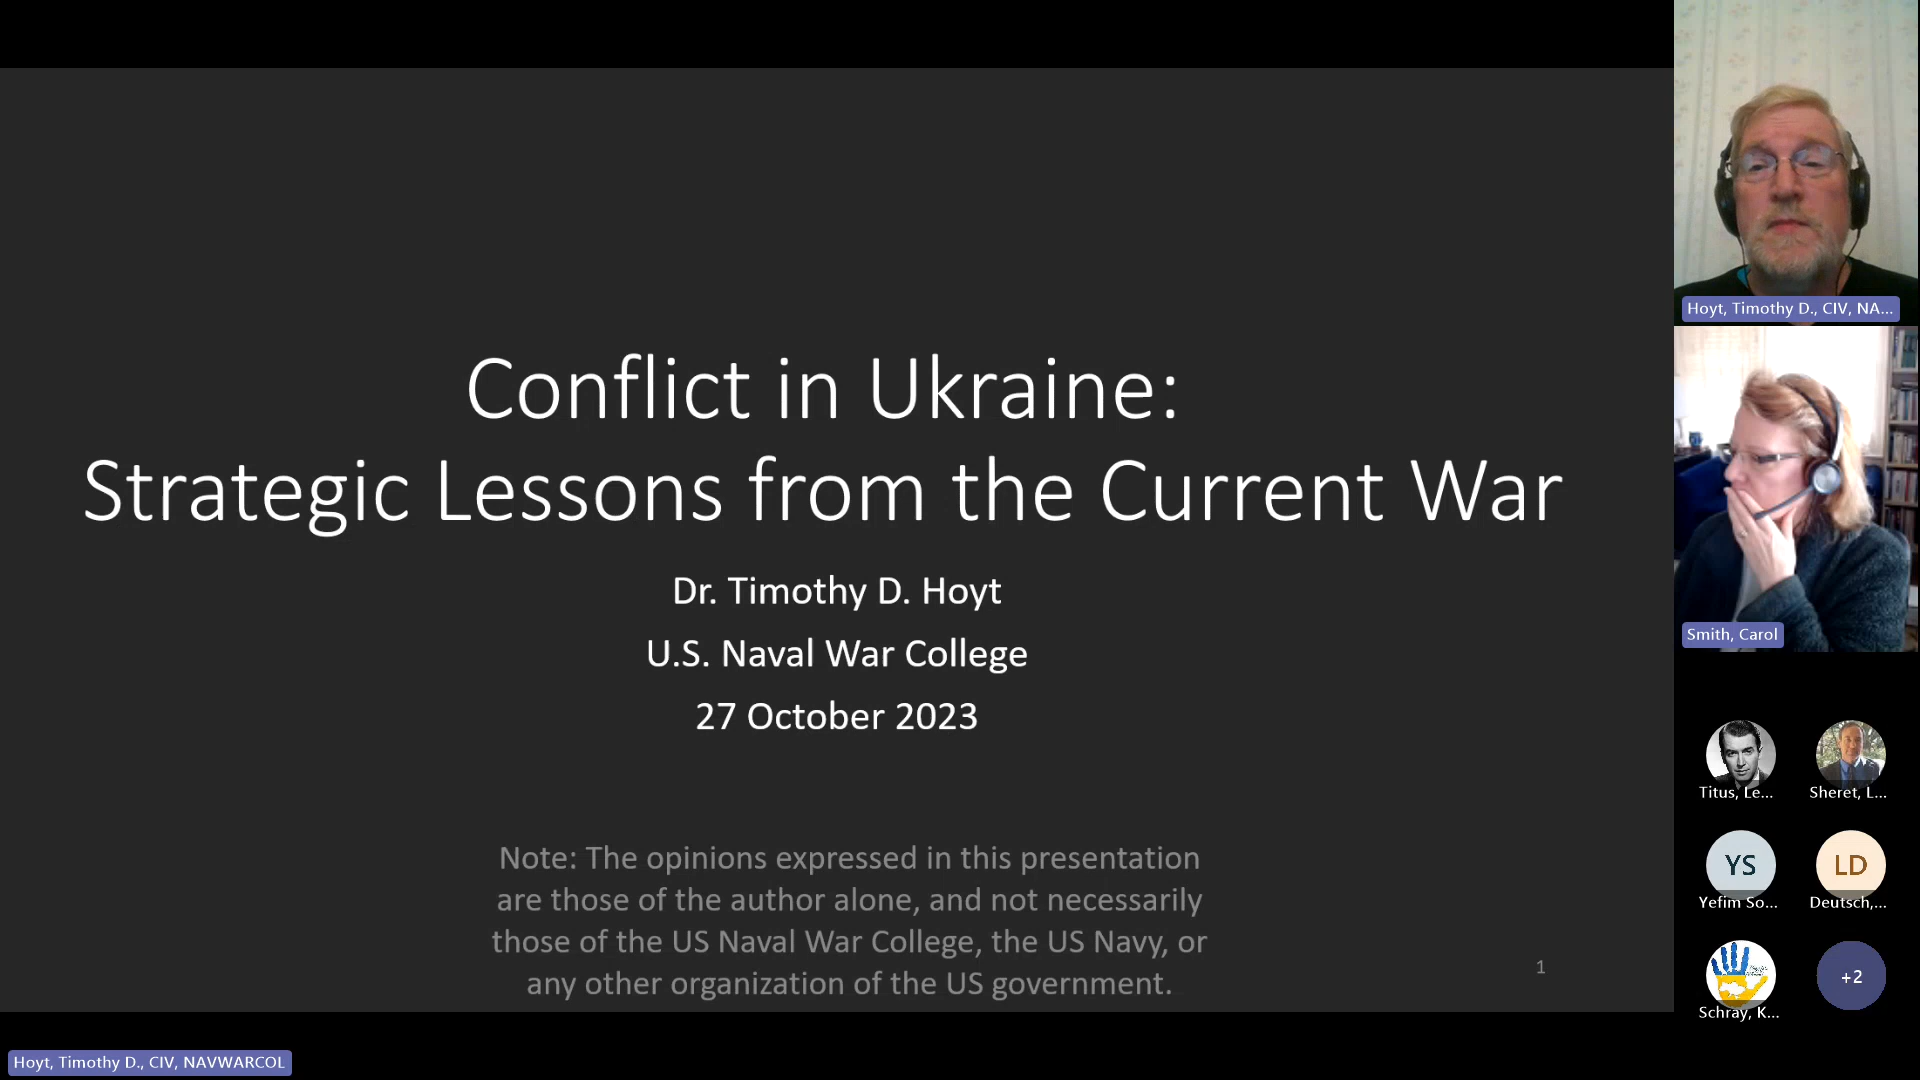 Conflict in Ukraine:
Strategic Lessons from the Current War
Dr. Timothy D. Hoyt
U.S. Naval War College
27 October 2023
Note: The opinions expressed in this presentation
are those of the author alone, and not necessarily
those of the US Naval War College, the US Navy, or
any other organization of the US government.
1
Hoyt, Timothy D., CIV, NAVWARCOL
Hoyt, Timothy D., CIV, NA...
Smith, Carol
Titus, Le...
Sheret, L...
YS
Yefim So...
LD
Deutsch,...
Schray, K...
+2